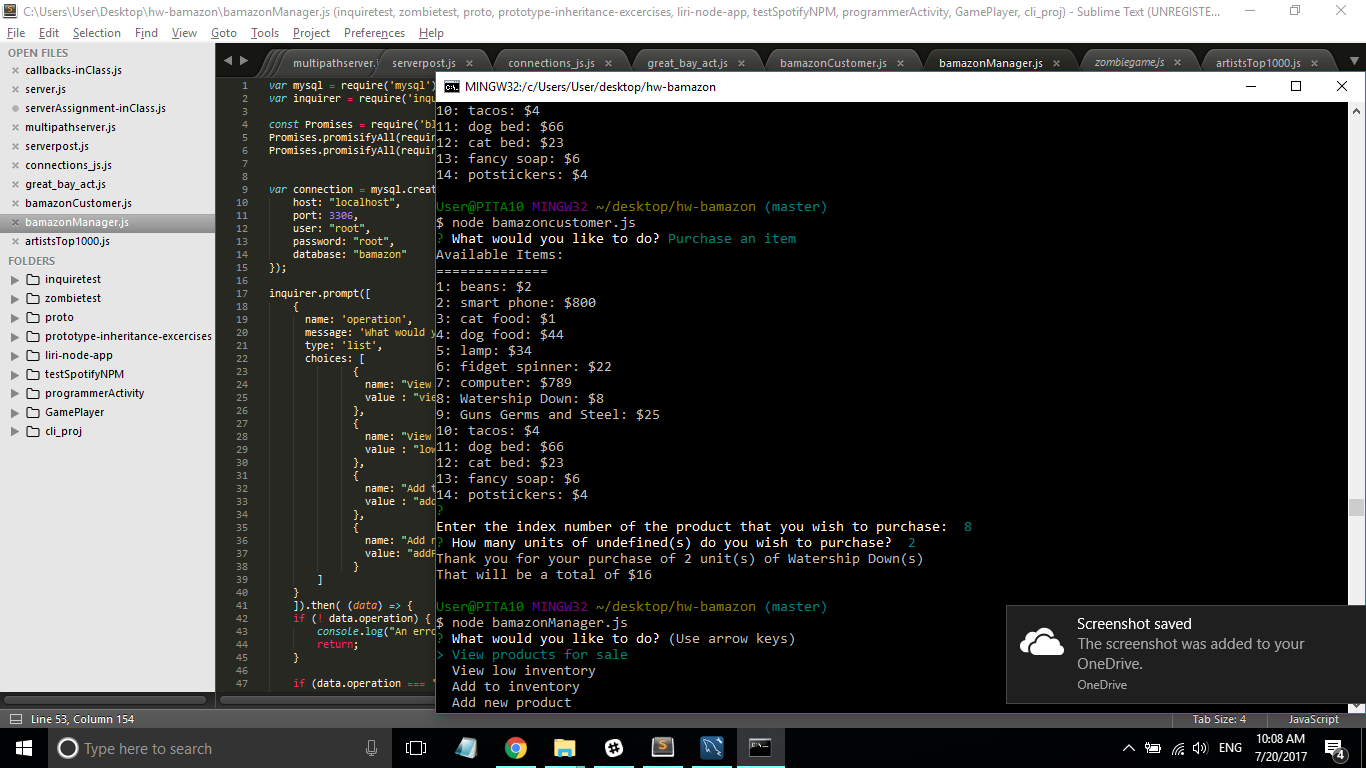 C:\Users\User\Desktop\hw-bamazon\bamazonManager.js (inquiretest, zombietest, proto, prototype-inheritance-excercises, liri-node-app, testSpotifyNPM, programmerActivity, GamePlayer, cli_proj) - Sublime Text (UNREGISTE...
File Edit Selection Find View Goto Tools Project Preferences Help
OPEN FILES
callbacks-inClass.js
server.js
serverAssignment-inClass.js
multipathserver.js
serverpost.js
connections_js.js
great_bay_act.js
bamazonCustomer.js
bamazonManager.js
artistsTop1000.js
FOLDERS
inquiretest
zombietest
proto
prototype-inheritance-excercises
liri-node-app
testSpotifyNPM
programmerActivity
GamePlayer
cli_proj
multipathserver.j serverpost.js connections_js.js great_bay_act.js bamazonCustomer.js bamazonManager.js zombiegame.js artistsTop1000.js
1 var mysql = require('mysql')
2 var inquirer = require('inqu
3
4 const Promises = require('bl
5 Promises.promisifyAll(requir
6 Promises.promisifyAll(requir
7
8
9 var connection = mysql.creat
10 host: "localhost",
11 port: 3306,
12 user: "root",
13 password: "root",
14 database: "bamazon"
15 });
16
17 inquirer.prompt([
18 {
19 name: 'operation',
20 message: 'What would y
21 type: 'list',
22 choices: [
23 {
24 name: "View
25 value : "vie
26 },
27 {
28 name: "View
29 value : "low
30 },
31 {
32 name: "Add t
33 value : "add
34 },
35 {
36 name: "Add n
37 value: "addP
38 }
39 ]
40 }
41 ]).then( (data) => {
42 if (! data.operation) {
43 console.log("An erro
44 return;
45 }
46
47 if (data.operation === "
MINGW32:/c/Users/User/desktop/hw-bamazon
10: tacos: $4
11: dog bed: $66
12: cat bed: $23
13: fancy soap: $6
14: potstickers: $4
User@PITA10 MINGW32 ~/desktop/hw-bamazon (master)
$ node bamazoncustomer.js
? What would you like to do? Purchase an item
Available Items:
==============
1: beans: $2
2: smart phone: $800
3: cat food: $1
4: dog food: $44
5: lamp: $34
6: fidget spinner: $22
7: computer: $789
8: Watership Down: $8
9: Guns Germs and Steel: $25
10: tacos: $4
11: dog bed: $66
12: cat bed: $23
13: fancy soap: $6
14: potstickers: $4
?
Enter the index number of the product that you wish to purchase: 8
? How many units of undefined(s) do you wish to purchase? 2
Thank you for your purchase of 2 unit(s) of Watership Down(s)
That will be a total of $16
User@PITA10 MINGW32 ~/desktop/hw-bamazon (master)
$ node bamazonManager.js
? What would you like to do? (Use arrow keys)
> View products for sale
View low inventory
Add to inventory
Add new product
Screenshot saved
The screenshot was added to your
OneDrive.
OneDrive
Line 53, Column 154
Tab Size: 4
JavaScript
Type here to search
ENG
10:08 AM
7/20/2017
4